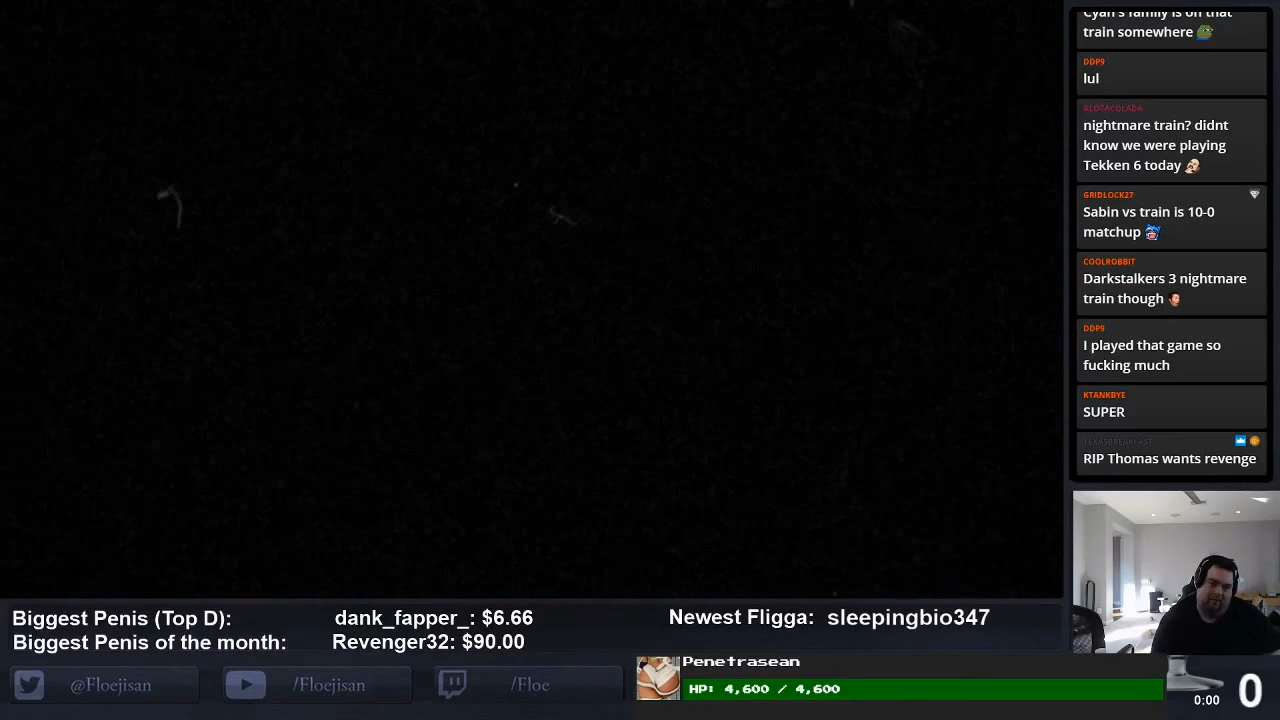 Cyan's family is on that
train somewhere
DDP9
lul
ALOTACOLADA
nightmare train? didnt
know we were playing
Tekken 6 today
GRIDLOCK27
Sabin vs train is 10-0
matchup
COOLROBBIT
Darkstalkers 3 nightmare
train though
DDP9
I played that game so
fucking much
KTANKBYE
SUPER
TEXASBREAKFAST
RIP Thomas wants revenge
Biggest Penis (Top D): dank_fapper_: $6.66
Biggest Penis of the month: Revenger32: $90.00
Newest Fligga: sleepingbio347
@Floejisan
/Floejisan
/Floe
Penetrasean
HP: 4,600 / 4,600
0:00
0